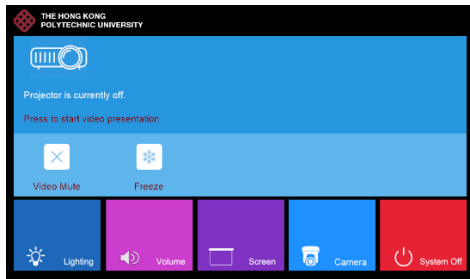 THE HONG KONG
POLYTECHNIC UNIVERSITY
Projector is currently off.
Press to start video presentation
Video Mute
Freeze
Lighting
Volume
Screen
Camera
System Off